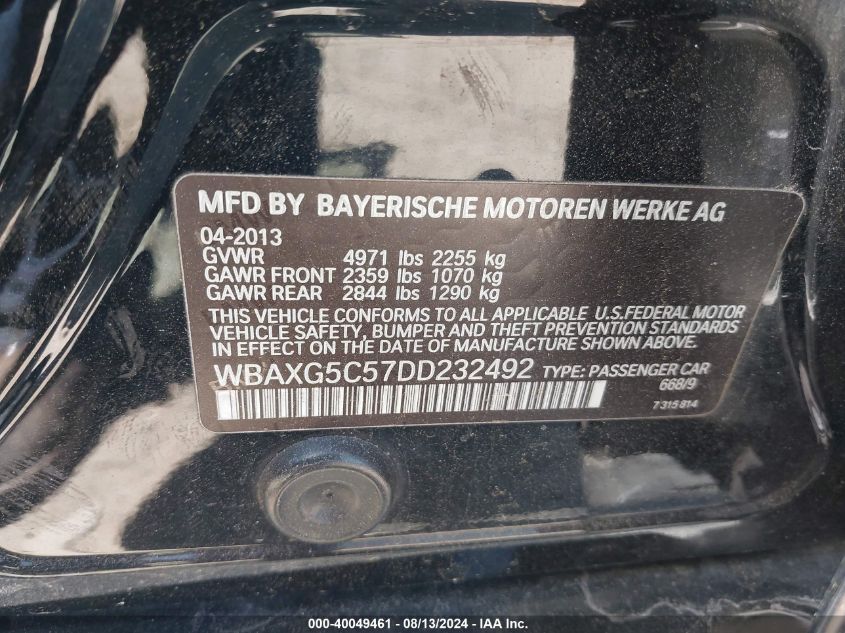 MFD BY BAYERISCHE MOTOREN WERKE AG
04-2013
GVWR 4971 lbs 2255 kg
GAWR FRONT 2359 lbs 1070 kg
GAWR REAR 2844 lbs 1290 kg
THIS VEHICLE CONFORMS TO ALL APPLICABLE U.S.FEDERAL MOTOR
VEHICLE SAFETY, BUMPER AND THEFT PREVENTION STANDARDS
IN EFFECT ON THE DATE OF MANUFACTURE SHOWN ABOVE.
WBAXG5C57DD232492 TYPE: PASSENGER CAR
668/9
7 315 814
000-40049461 - 08/13/2024 - IAA Inc.